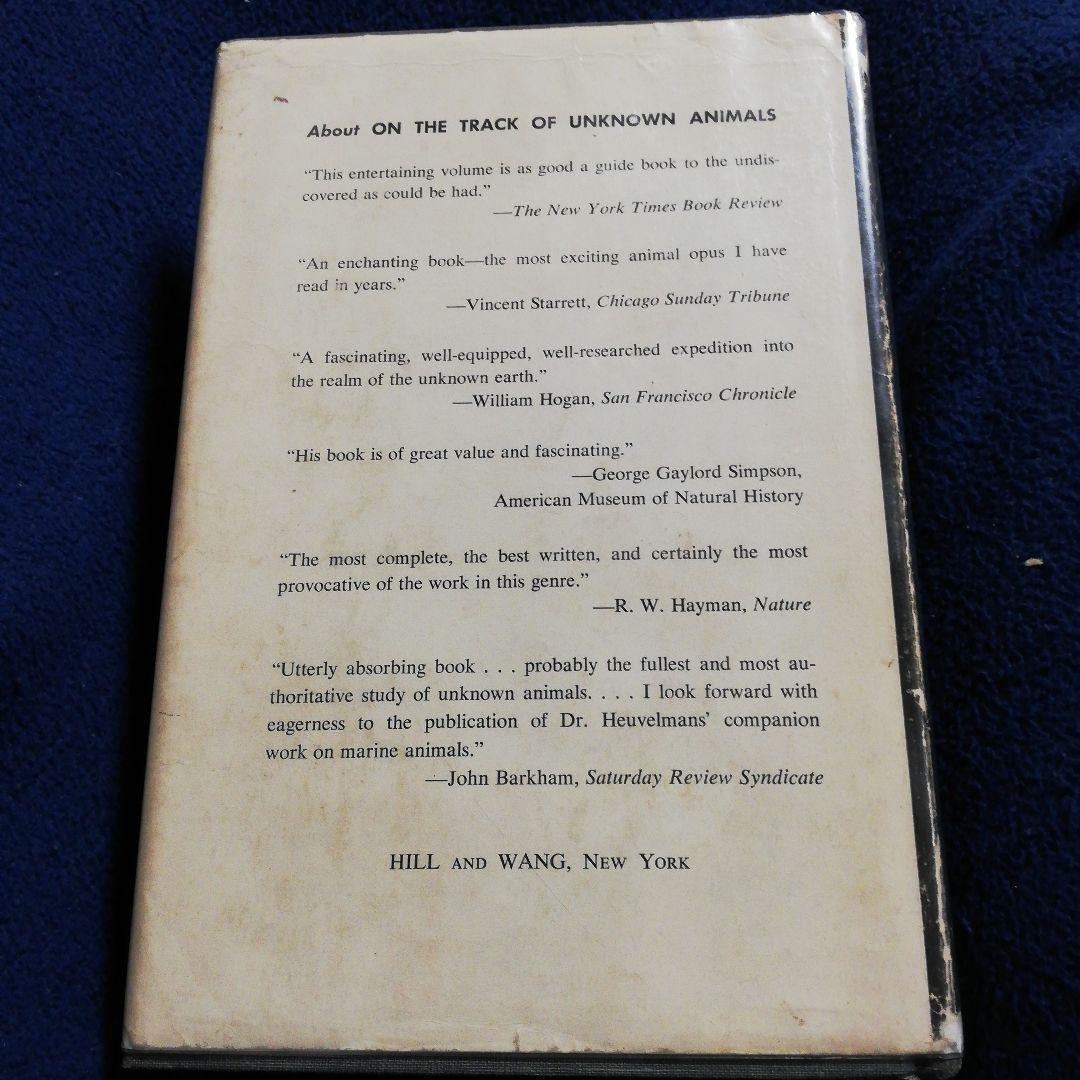 About ON THE TRACK OF UNKNOWN ANIMALS
“This entertaining volume is as good a guide book to the undis-
covered as could be had.”
—The New York Times Book Review
“An enchanting book—the most exciting animal opus I have
read in years.”
—Vincent Starrett, Chicago Sunday Tribune
“A fascinating, well-equipped, well-researched expedition into
the realm of the unknown earth.”
—William Hogan, San Francisco Chronicle
“His book is of great value and fascinating.”
—George Gaylord Simpson,
American Museum of Natural History
“The most complete, the best written, and certainly the most
provocative of the work in this genre.”
—R. W. Hayman, Nature
“Utterly absorbing book . . . probably the fullest and most au-
thoritative study of unknown animals. . . . I look forward with
eagerness to the publication of Dr. Heuvelmans’ companion
work on marine animals.”
—John Barkham, Saturday Review Syndicate
HILL AND WANG, NEW YORK